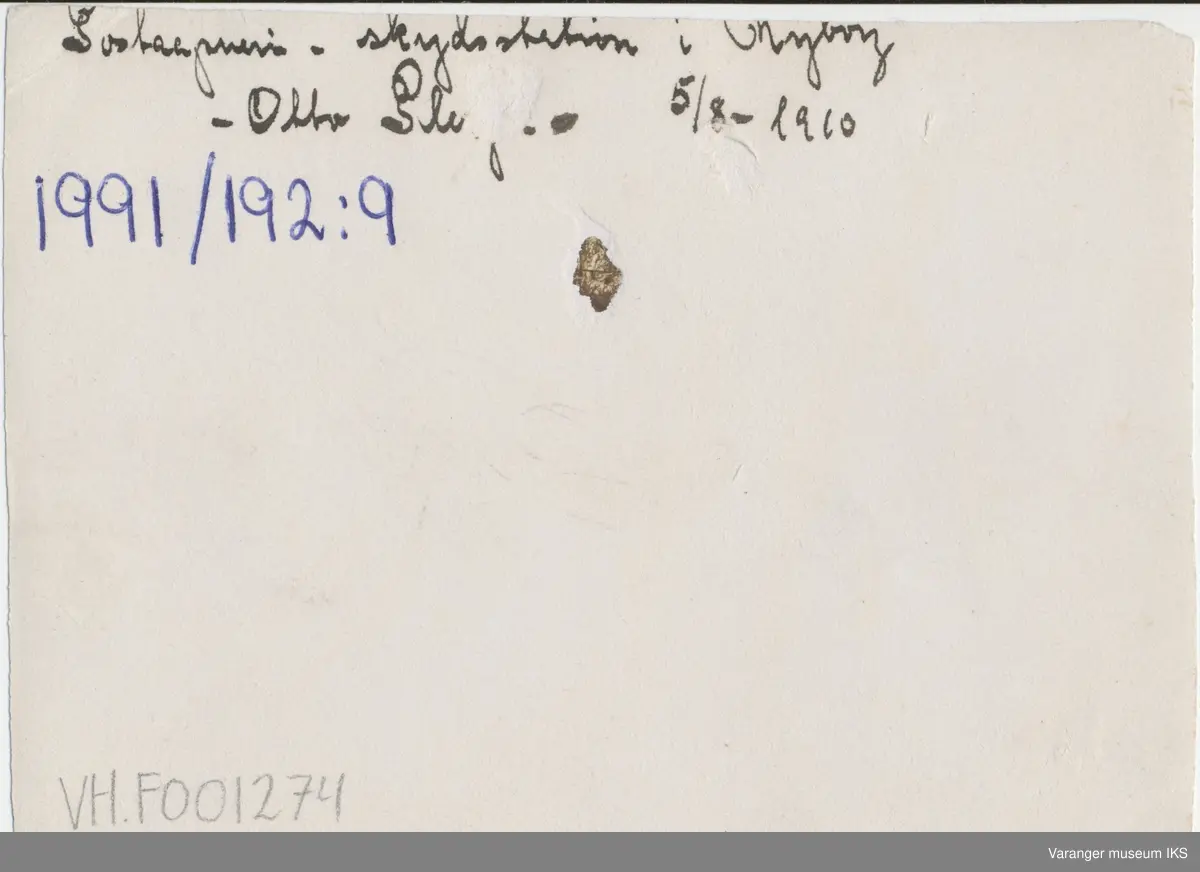 Postaapneri - skydsstation i Nyborg
- Otto 5/8 - 1910
1991/192:9
VH.F001274
Varanger museum IKS